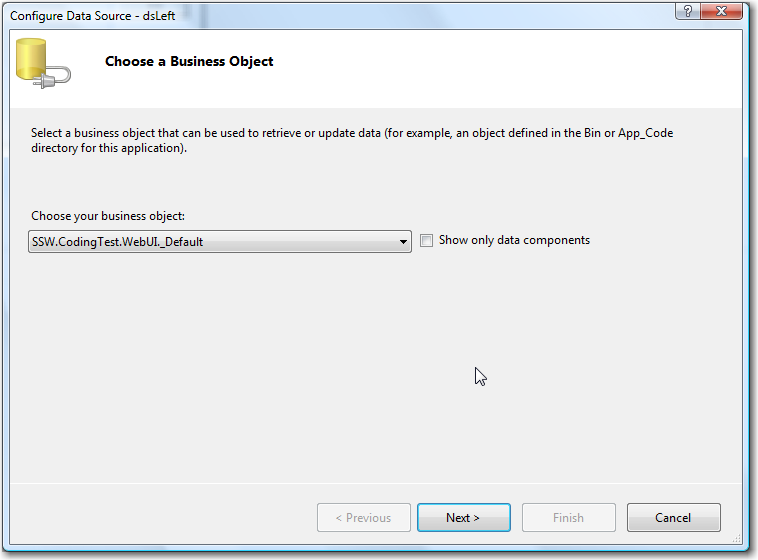 Configure Data Source - dsLeft
?
Choose a Business Object
Select a business object that can be used to retrieve or update data (for example, an object defined in the Bin or App_Code
directory for this application).
Choose your business object:
SSW.CodingTest.WebUI._Default
Show only data components
< Previous
Next >
Finish
Cancel